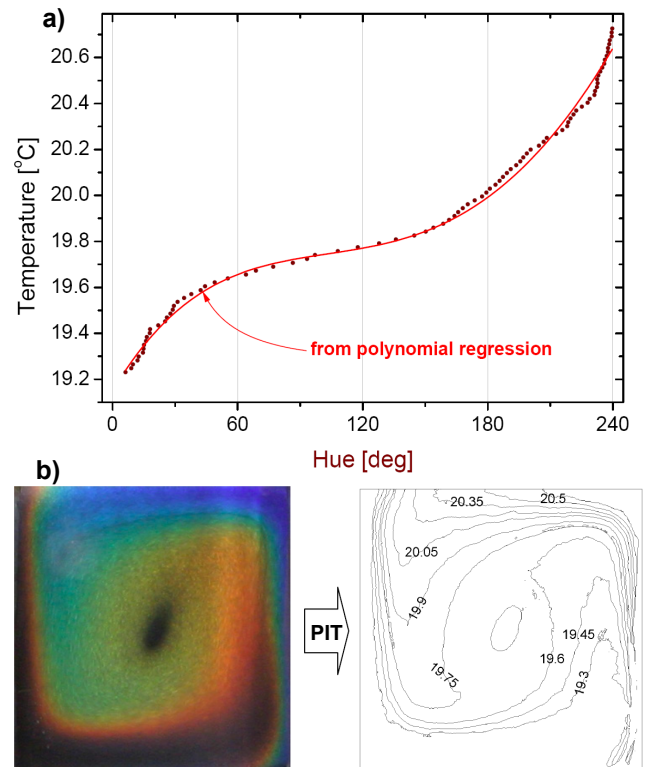 a)
20.6
20.4
20.2
20.0
19.8
19.6
19.4
19.2
Temperature [°C]
from polynomial regression
0 60 120 180 240
Hue [deg]
b)
PIT
20.35 20.5
20.05
19.9
19.45
19.6
19.75
19.3